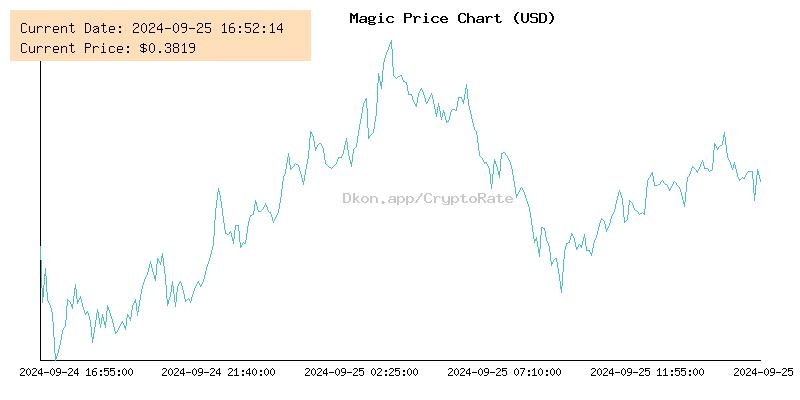 Magic Price Chart (USD)
Current Date: 2024-09-25 16:52:14
Current Price: $0.3819
Dkon.app/CryptoRate
2024-09-24 16:55:00 2024-09-24 21:40:00 2024-09-25 02:25:00 2024-09-25 07:10:00 2024-09-25 11:55:00 2024-09-25